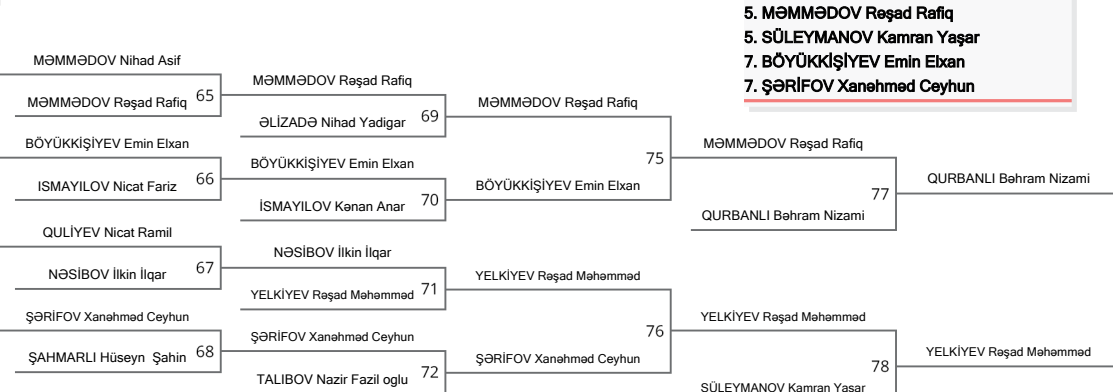 5. MƏMMƏDOV Rəşad Rafiq
5. SÜLEYMANOV Kamran Yaşar
7. BÖYÜKKİŞİYEV Emin Elxan
7. ŞƏRİFOV Xanəhməd Ceyhun
MƏMMƏDOV Nihad Asif
MƏMMƏDOV Rəşad Rafiq
65
BÖYÜKKİŞİYEV Emin Elxan
ISMAYILOV Nicat Fariz
66
QULİYEV Nicat Ramil
NƏSİBOV İlkin İlqar
67
ŞƏRİFOV Xanəhməd Ceyhun
ŞAHMARLI Hüseyn Şahin
68
MƏMMƏDOV Rəşad Rafiq
ƏLİZADƏ Nihad Yadigar
69
BÖYÜKKİŞİYEV Emin Elxan
İSMAYILOV Kənan Anar
70
NƏSİBOV İlkin İlqar
YELKİYEV Rəşad Məhəmməd
71
ŞƏRİFOV Xanəhməd Ceyhun
TALIBOV Nazir Fazil oglu
72
MƏMMƏDOV Rəşad Rafiq
75
BÖYÜKKİŞİYEV Emin Elxan
YELKİYEV Rəşad Məhəmməd
76
ŞƏRİFOV Xanəhməd Ceyhun
MƏMMƏDOV Rəşad Rafiq
77
QURBANLI Bəhram Nizami
YELKİYEV Rəşad Məhəmməd
78
SÜLEYMANOV Kamran Yaşar
QURBANLI Bəhram Nizami
YELKİYEV Rəşad Məhəmməd